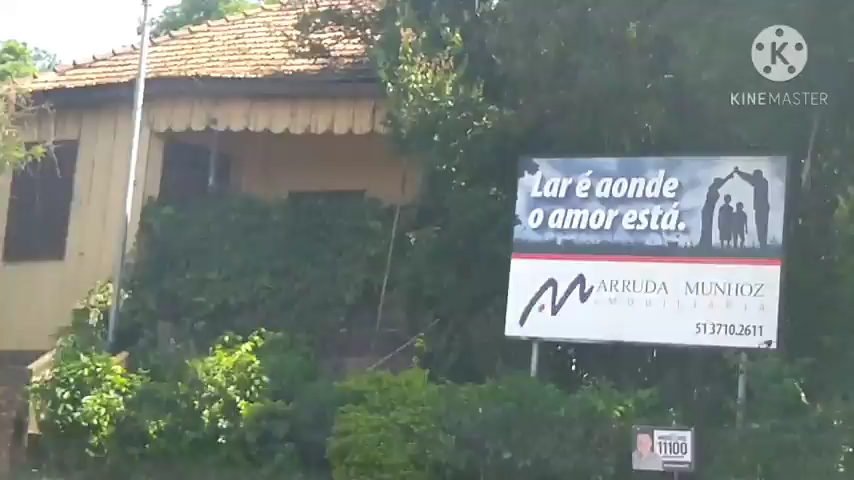 KINEMASTER
Lar é aonde
o amor está.
ARRUDA MUNHOZ
IMOBILIÁRIA
51 3710.2611
11100